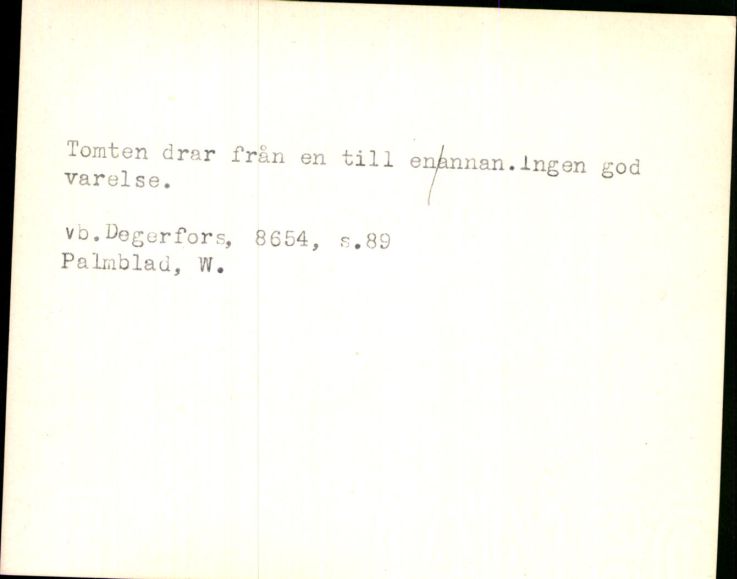 Tomten drar från en till en/annan.Ingen god
varelse.
vb.Degerfors, 8654, s.89
Palmblad, W.